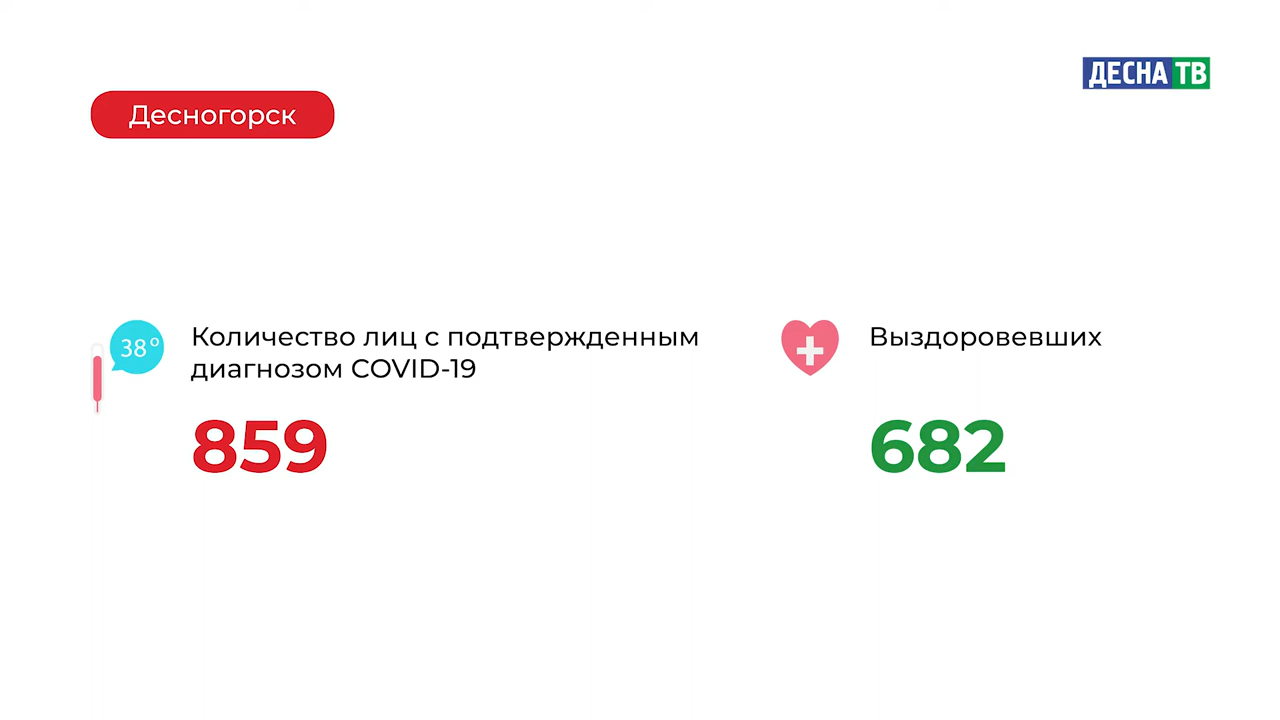 ДЕСНА ТВ
Десногорск
38°
Количество лиц с подтвержденным
диагнозом COVID-19
859
Выздоровевших
682